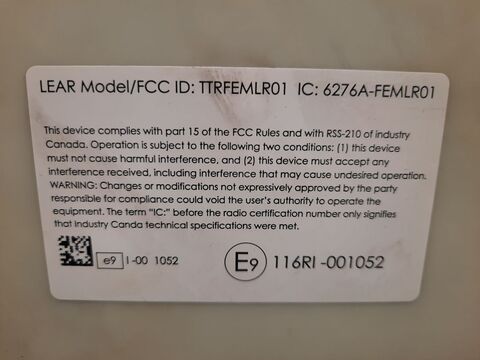 LEAR Model/FCC ID: TTRFEMLR01 IC: 6276A-FEMLR01
This device complies with part 15 of the FCC Rules and with RSS-210 of industry
Canada. Operation is subject to the following two conditions: (1) this device
must not cause harmful interference, and (2) this device must accept any
interference received, including interference that may cause undesired operation.
WARNING: Changes or modifications not expressively approved by the party
responsible for compliance could void the user's authority to operate the
equipment. The term "IC:" before the radio certification number only signifies
that industry Canda technical specifications were met.
e9 I-00 1052 E9 116RI -001052